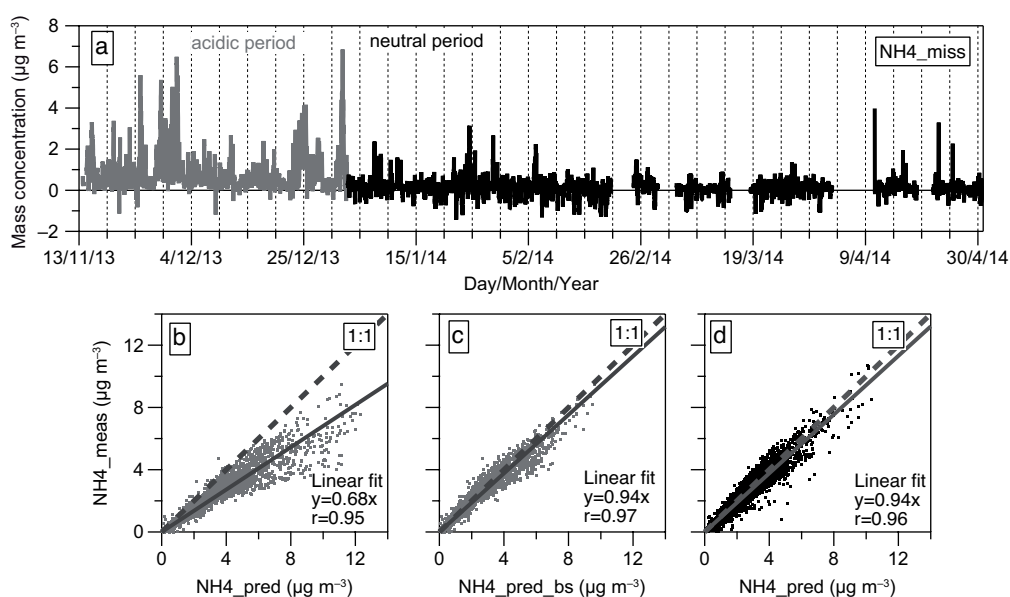 8
6
4
2
0
−2
Mass concentration (µg m⁻³)
a
acidic period
neutral period
NH4_miss
13/11/13 4/12/13 25/12/13 15/1/14 5/2/14 26/2/14 19/3/14 9/4/14 30/4/14
Day/Month/Year
NH4_meas (µg m⁻³)
12
8
4
0
b
1:1
Linear fit
y=0.68x
r=0.95
0 4 8 12
NH4_pred (µg m⁻³)
c
1:1
Linear fit
y=0.94x
r=0.97
0 4 8 12
NH4_pred_bs (µg m⁻³)
d
1:1
Linear fit
y=0.94x
r=0.96
0 4 8 12
NH4_pred (µg m⁻³)